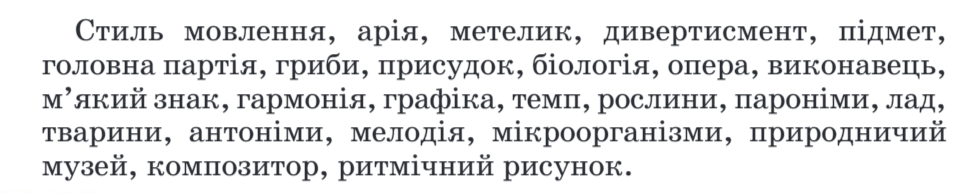 Стиль мовлення, арія, метелик, дивертисмент, підмет,
головна партія, гриби, присудок, біологія, опера, виконавець,
м’який знак, гармонія, графіка, темп, рослини, пароніми, лад,
тварини, антоніми, мелодія, мікроорганізми, природничий
музей, композитор, ритмічний рисунок.